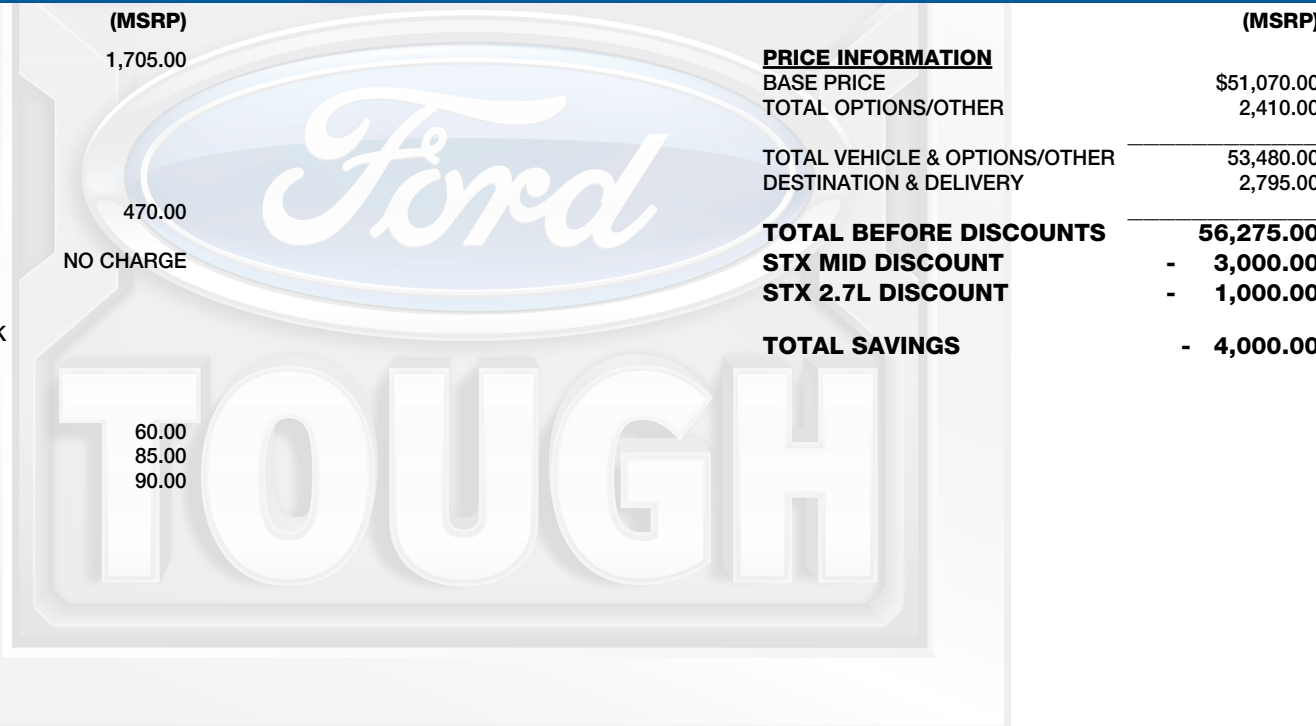 (MSRP)
1,705.00
470.00
NO CHARGE
K
60.00
85.00
90.00
Ford
TOUGH
(MSRP)
PRICE INFORMATION
BASE PRICE $51,070.00
TOTAL OPTIONS/OTHER 2,410.00
TOTAL VEHICLE & OPTIONS/OTHER 53,480.00
DESTINATION & DELIVERY 2,795.00
TOTAL BEFORE DISCOUNTS 56,275.00
STX MID DISCOUNT - 3,000.00
STX 2.7L DISCOUNT - 1,000.00
TOTAL SAVINGS - 4,000.00